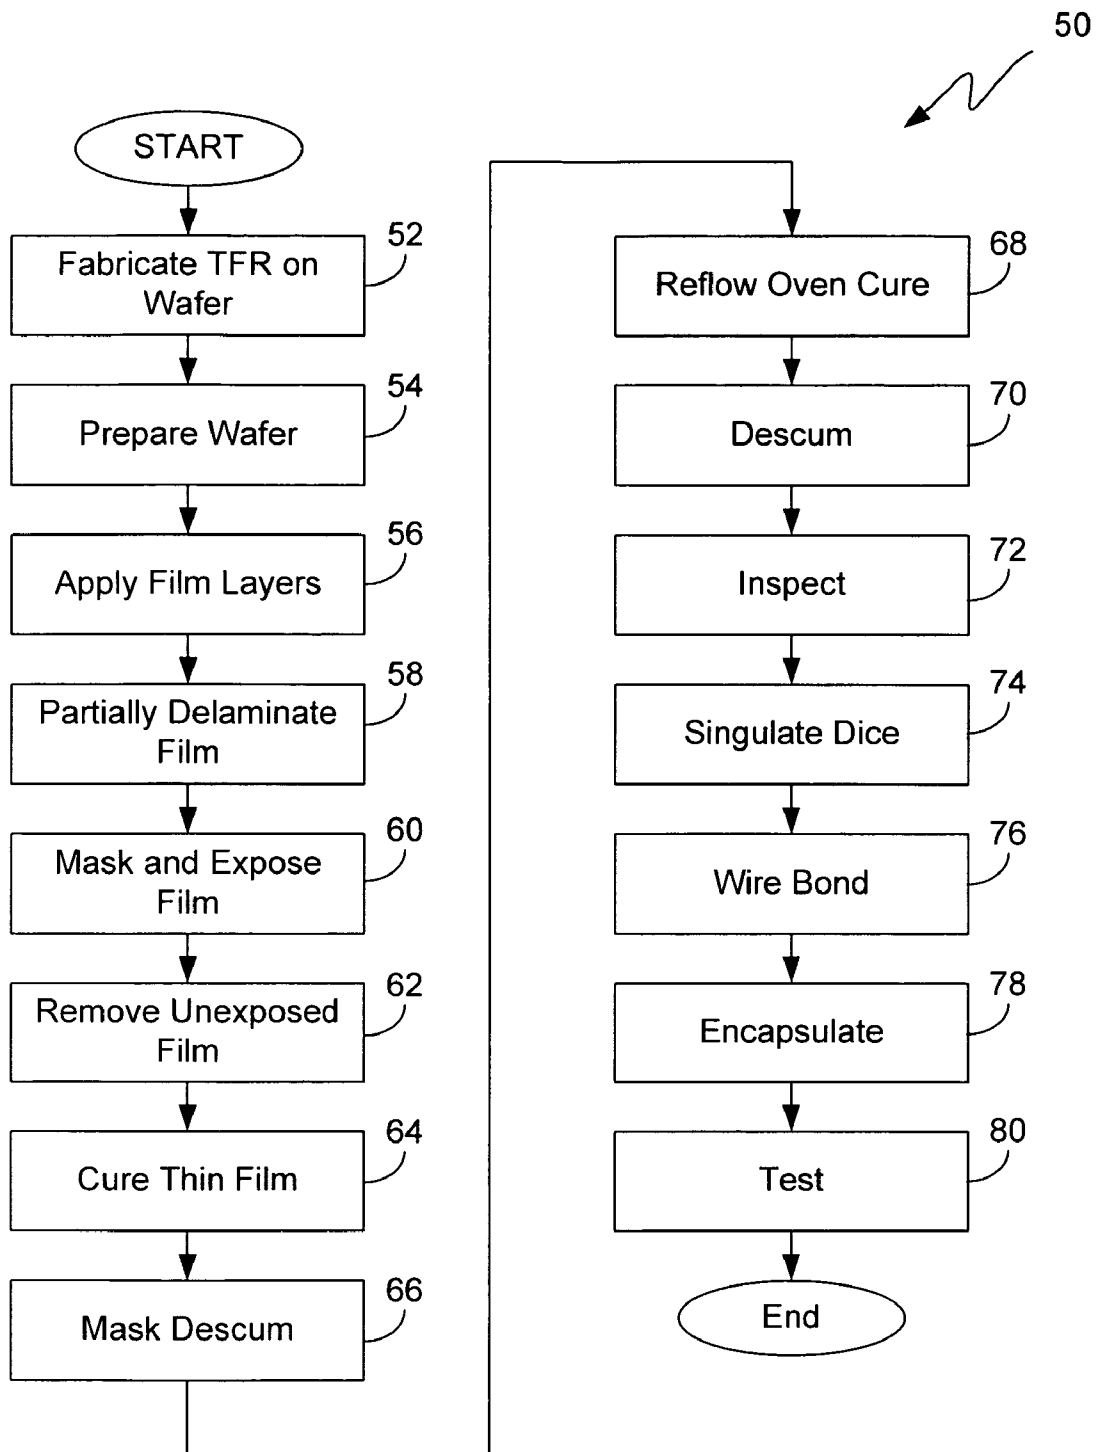 50
START
52
Fabricate TFR on
Wafer
54
Prepare Wafer
56
Apply Film Layers
58
Partially Delaminate
Film
60
Mask and Expose
Film
62
Remove Unexposed
Film
64
Cure Thin Film
66
Mask Descum
68
Reflow Oven Cure
70
Descum
72
Inspect
74
Singulate Dice
76
Wire Bond
78
Encapsulate
80
Test
End